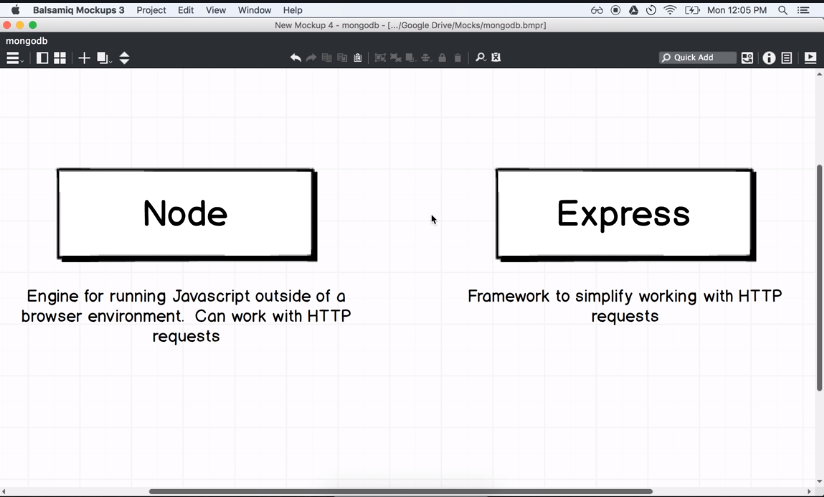 Balsamiq Mockups 3 Project Edit View Window Help Mon 12:05 PM
New Mockup 4 - mongodb - [.../Google Drive/Mocks/mongodb.bmpr]
mongodb
Quick Add
Node
Express
Engine for running Javascript outside of a
browser environment. Can work with HTTP
requests
Framework to simplify working with HTTP
requests